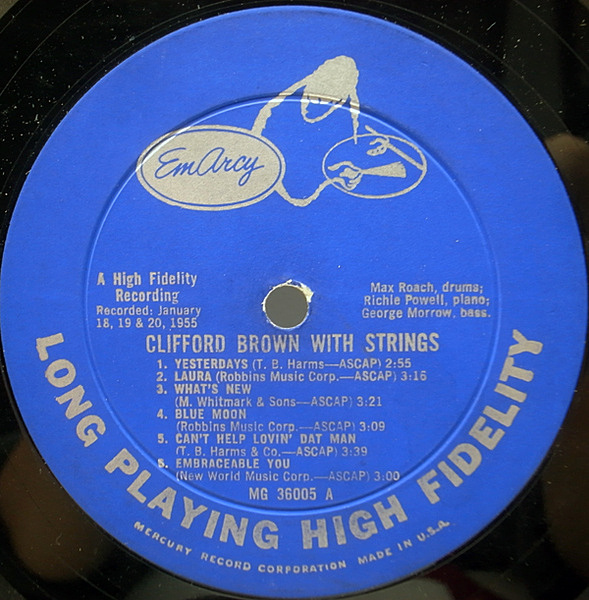 EmArcy
A High Fidelity
Recording
Recorded: January
18, 19 & 20, 1955
Max Roach, drums;
Richie Powell, piano;
George Morrow, bass.
CLIFFORD BROWN WITH STRINGS
1. YESTERDAYS (T. B. Harms—ASCAP) 2:55
2. LAURA (Robbins Music Corp.—ASCAP) 3:16
3. WHAT'S NEW
(M. Whitmark & Sons—ASCAP) 3:21
4. BLUE MOON
(Robbins Music Corp.—ASCAP) 3:09
5. CAN'T HELP LOVIN' DAT MAN
(T. B. Harms & Co.—ASCAP) 3:39
5. EMBRACEABLE YOU
(New World Music Corp.—ASCAP) 3:00
MG 36005 A
LONG PLAYING HIGH FIDELITY
MERCURY RECORD CORPORATION MADE IN U.S.A.